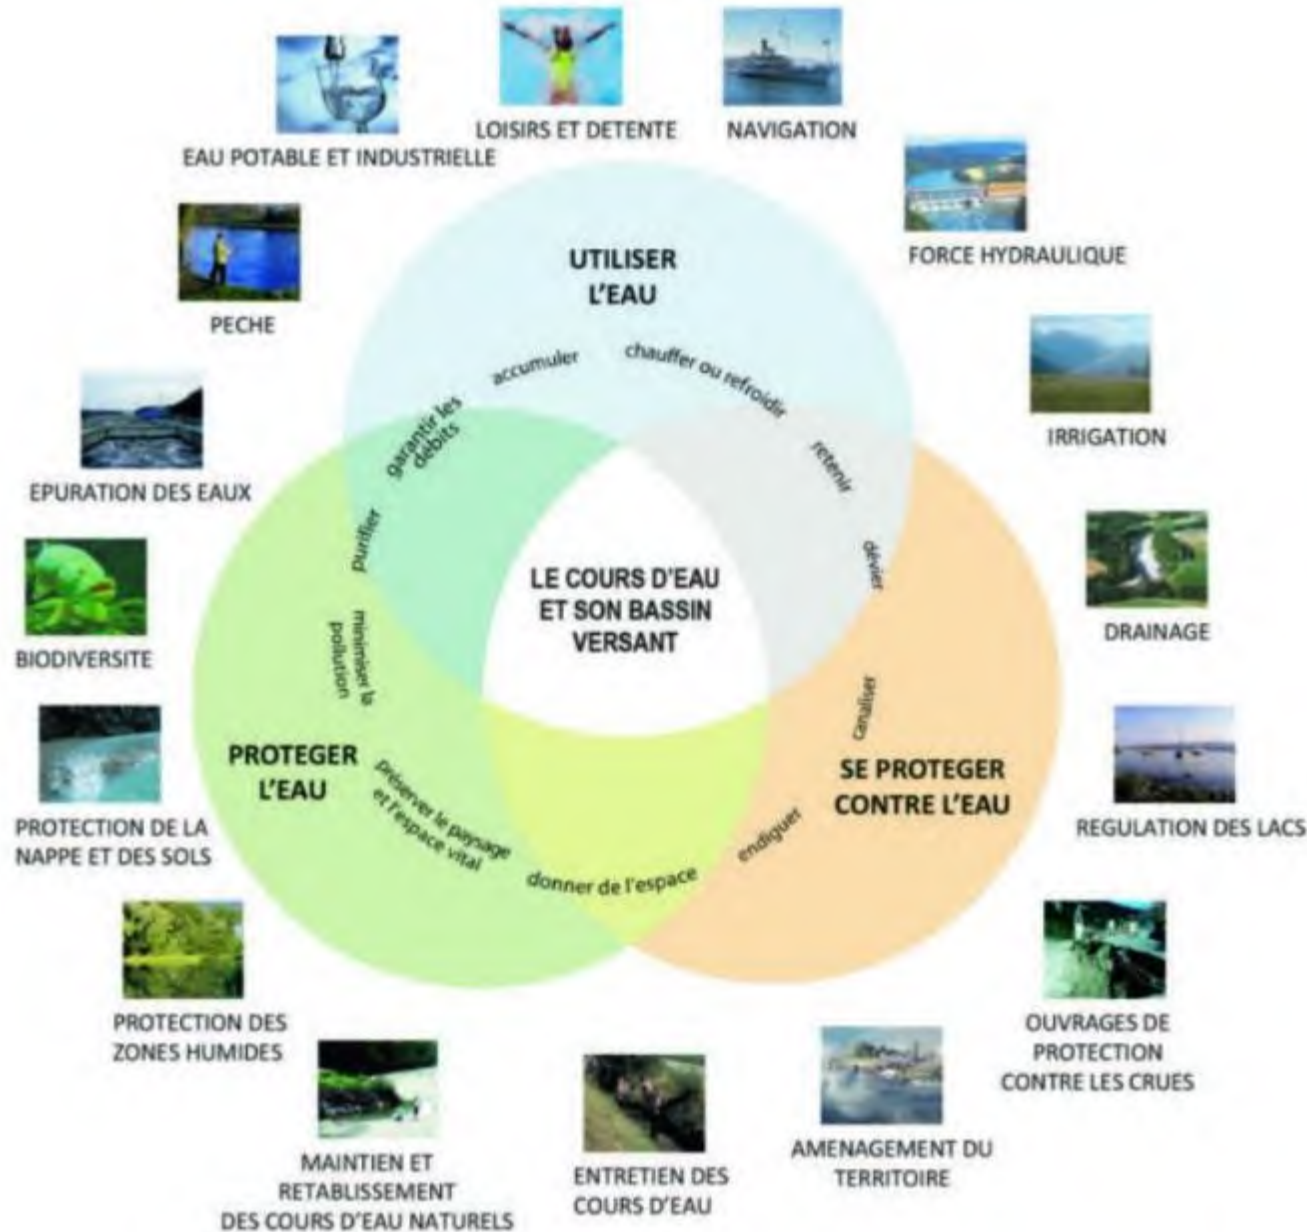 LOISIRS ET DETENTE
NAVIGATION
EAU POTABLE ET INDUSTRIELLE
FORCE HYDRAULIQUE
PECHE
IRRIGATION
EPURATION DES EAUX
DRAINAGE
BIODIVERSITE
REGULATION DES LACS
PROTECTION DE LA
NAPPE ET DES SOLS
OUVRAGES DE
PROTECTION
CONTRE LES CRUES
PROTECTION DES
ZONES HUMIDES
AMENAGEMENT DU
TERRITOIRE
MAINTIEN ET
RETABLISSEMENT
DES COURS D'EAU NATURELS
ENTRETIEN DES
COURS D'EAU
UTILISER
L'EAU
accumuler
chauffer ou refroidir
garantir les
débits
retenir
purifier
dévier
LE COURS D'EAU
ET SON BASSIN
VERSANT
minimiser la
pollution
canaliser
PROTEGER
L'EAU
SE PROTEGER
CONTRE L'EAU
préserver le paysage
et l'espace vital
endiguer
donner de l'espace